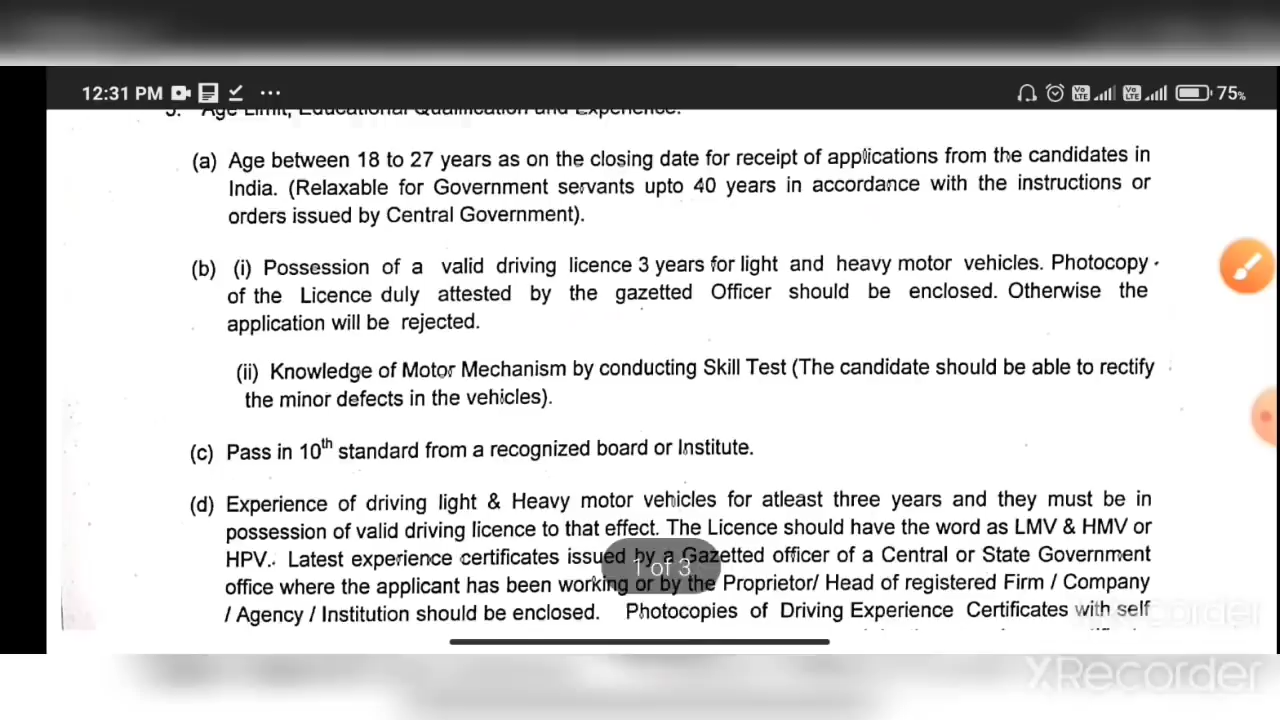 12:31 PM ... 75%
5. Age Limit, Educational Qualification and Experience:
(a) Age between 18 to 27 years as on the closing date for receipt of applications from the candidates in
India. (Relaxable for Government servants upto 40 years in accordance with the instructions or
orders issued by Central Government).
(b) (i) Possession of a valid driving licence 3 years for light and heavy motor vehicles. Photocopy
of the Licence duly attested by the gazetted Officer should be enclosed. Otherwise the
application will be rejected.
(ii) Knowledge of Motor Mechanism by conducting Skill Test (The candidate should be able to rectify
the minor defects in the vehicles).
(c) Pass in 10th standard from a recognized board or Institute.
(d) Experience of driving light & Heavy motor vehicles for atleast three years and they must be in
possession of valid driving licence to that effect. The Licence should have the word as LMV & HMV or
HPV.. Latest experience certificates issued by a Gazetted officer of a Central or State Government
office where the applicant has been working or by the Proprietor/ Head of registered Firm / Company
/ Agency / Institution should be enclosed. Photocopies of Driving Experience Certificates with self
1 of 3
XRecorder
XRecorder